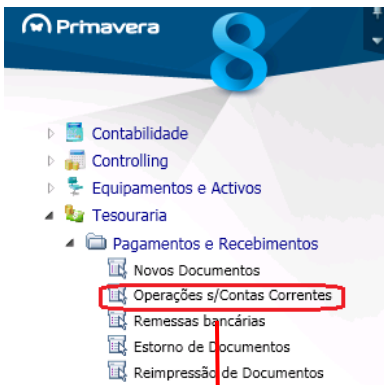 Primavera
8
Contabilidade
Controlling
Equipamentos e Activos
Tesouraria
Pagamentos e Recebimentos
Novos Documentos
Operações s/Contas Correntes
Remessas bancárias
Estorno de Documentos
Reimpressão de Documentos